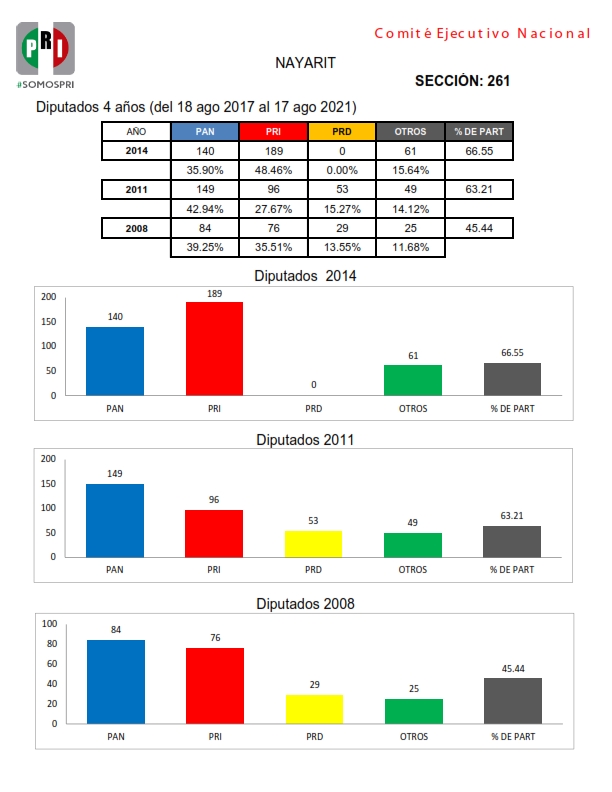 Comité Ejecutivo Nacional
PRI
#SOMOSPRI
NAYARIT
SECCIÓN: 261
Diputados 4 años (del 18 ago 2017 al 17 ago 2021)
AÑO PAN PRI PRD OTROS % DE PART
2014 140 189 0 61 66.55
35.90% 48.46% 0.00% 15.64%
2011 149 96 53 49 63.21
42.94% 27.67% 15.27% 14.12%
2008 84 76 29 25 45.44
39.25% 35.51% 13.55% 11.68%
Diputados 2014
200
150
100
50
0
140 189 0 61 66.55
PAN PRI PRD OTROS % DE PART
Diputados 2011
200
150
100
50
0
149 96 53 49 63.21
PAN PRI PRD OTROS % DE PART
Diputados 2008
100
80
60
40
20
0
84 76 29 25 45.44
PAN PRI PRD OTROS % DE PART